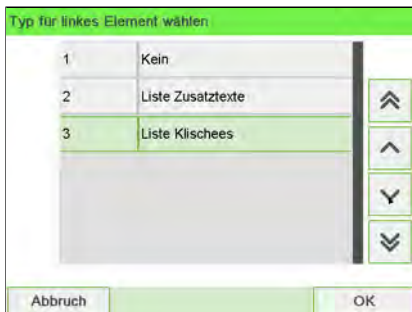 Typ für linkes Element wählen
1 Kein
2 Liste Zusatztexte
3 Liste Klischees
Abbruch OK